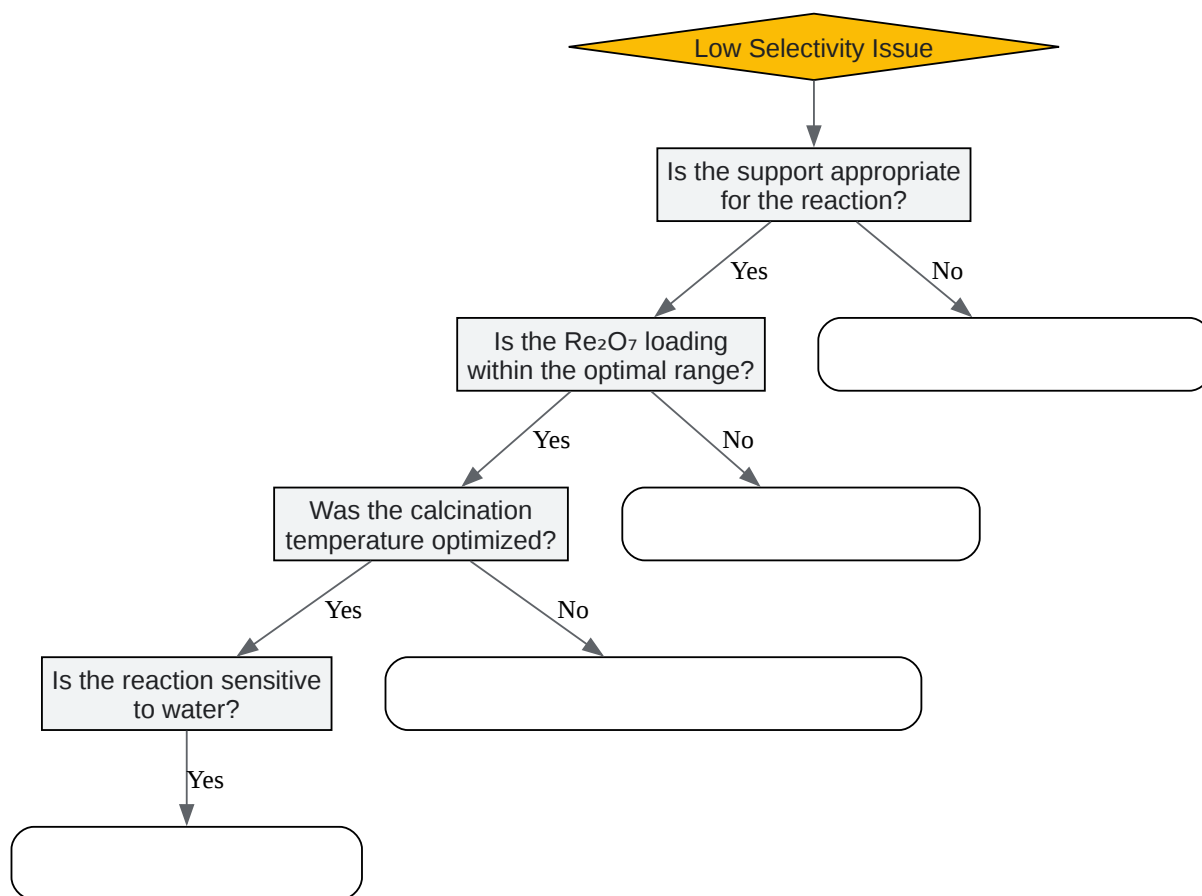 Low Selectivity Issue
Is the support appropriate
for the reaction?
Yes
No
Is the Re₂O₇ loading
within the optimal range?
Yes
No
Was the calcination
temperature optimized?
Yes
No
Is the reaction sensitive
to water?
Yes